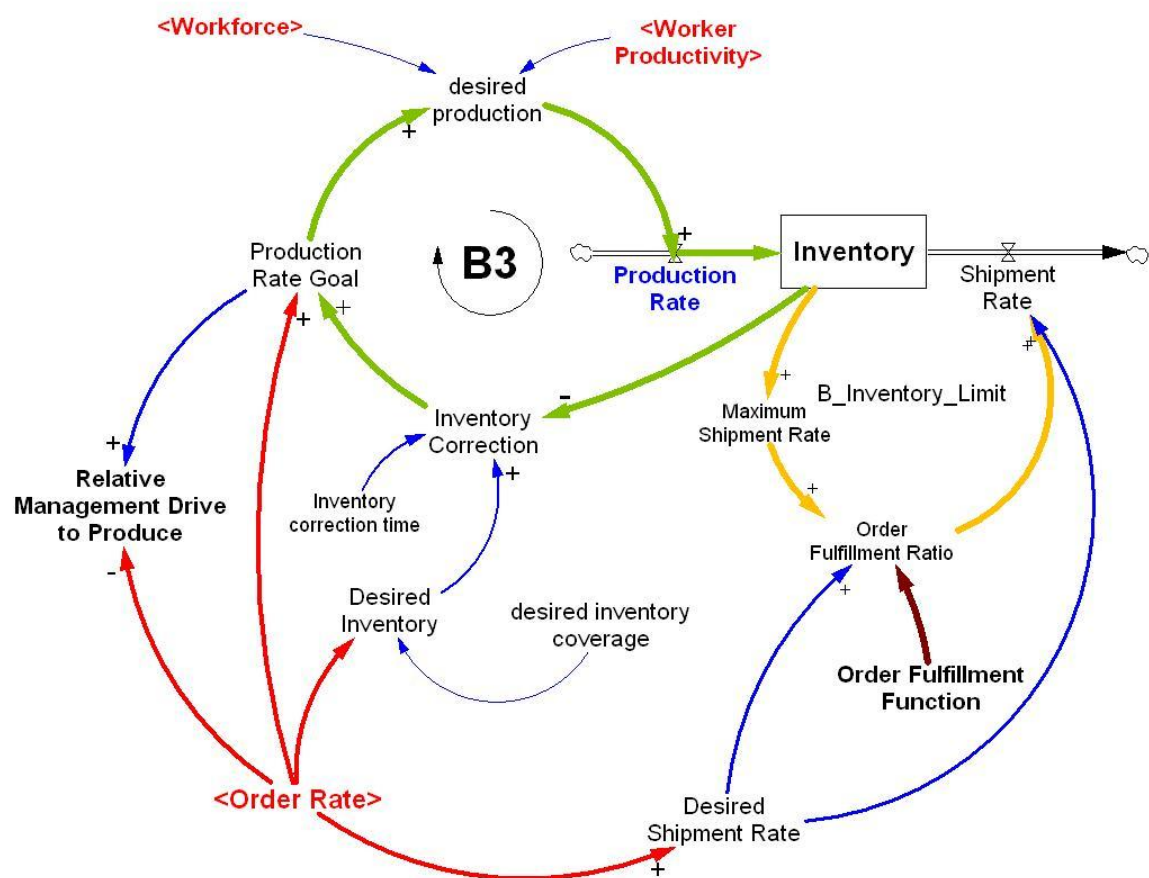 <Workforce>
<Worker
Productivity>
desired
production
+
Production
Rate Goal
B3
+
Production
Rate
Inventory
Shipment
Rate
+
+
+
-
+
B_Inventory_Limit
Maximum
Shipment Rate
Inventory
Correction
+
+
Relative
Management Drive
to Produce
Inventory
correction time
+
Order
Fulfillment Ratio
-
Desired
Inventory
desired inventory
coverage
+
Order Fulfillment
Function
<Order Rate>
Desired
Shipment Rate
+